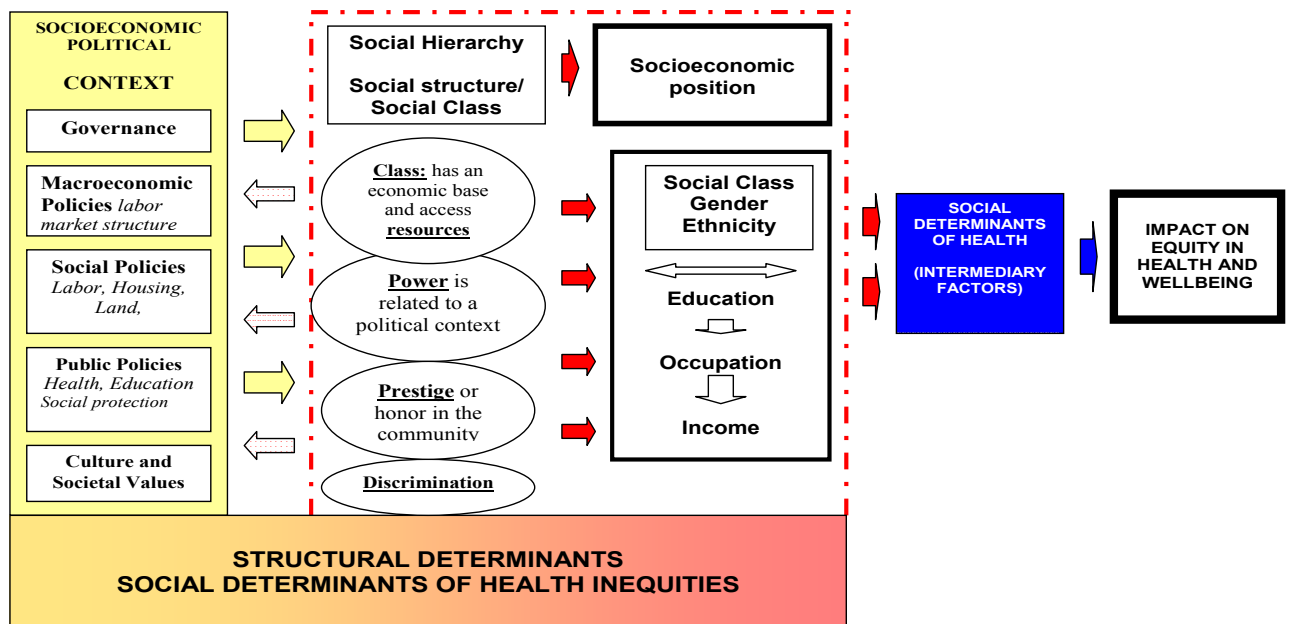 SOCIOECONOMIC
POLITICAL
CONTEXT
Governance
Macroeconomic
Policies labor
market structure
Social Policies
Labor, Housing,
Land,
Public Policies
Health, Education
Social protection
Culture and
Societal Values
Social Hierarchy
Social structure/
Social Class
Class: has an
economic base
and access
resources
Power is
related to a
political context
Prestige or
honor in the
community
Discrimination
Socioeconomic
position
Social Class
Gender
Ethnicity
Education
Occupation
Income
SOCIAL
DETERMINANTS
OF HEALTH
(INTERMEDIARY
FACTORS)
IMPACT ON
EQUITY IN
HEALTH AND
WELLBEING
STRUCTURAL DETERMINANTS
SOCIAL DETERMINANTS OF HEALTH INEQUITIES